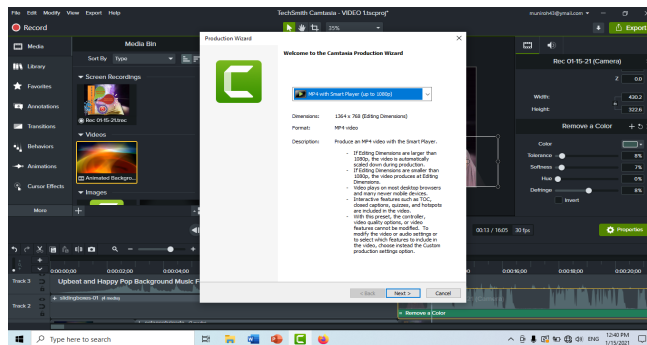 File Edit Modify View Export Help
TechSmith Camtasia - VIDEO 1.tscproj*
munirah43@ymail.com
Record
35%
Export
Media
Library
Favorites
Annotations
Transitions
Behaviors
Animations
Cursor Effects
More
Media Bin
Sort By Type
Screen Recordings
Rec 01-15-21.trec
Videos
Animated Backgro...
Images
Production Wizard
Welcome to the Camtasia Production Wizard
MP4 with Smart Player (up to 1080p)
Dimensions: 1364 x 768 (Editing Dimensions)
Format: MP4 video
Description: Produce an MP4 video with the Smart Player.
- If Editing Dimensions are larger than
1080p, the video is automatically
scaled down during production.
- If Editing Dimensions are smaller than
1080p, the video produces at Editing
Dimensions.
- Video plays on most desktop browsers
and many newer mobile devices.
- Interactive features such as TOC,
closed captions, quizzes, and hotspots
are included in the video.
- With this preset, the controller,
video quality options, or video
features cannot be modified. To
modify the video or audio settings or
to select which features to include in
the video, choose instead the Custom
production settings option.
< Back Next > Cancel
Rec 01-15-21 (Camera)
Z 0.0
Width: 430.2
Height: 322.6
Remove a Color
Color
Tolerance 8%
Softness 7%
Hue 0%
Defringe 8%
Invert
00:13 / 16:05 30 fps
Properties
0:00:00;00 0:00:02;00 0:00:04;00 0:00:16;00 0:00:18;00 0:00:20;00
Track 3 Upbeat and Happy Pop Background Music F
Track 2 + slidingboxes-01
Remove a Color
Type here to search
ENG
12:40 PM
1/15/2021